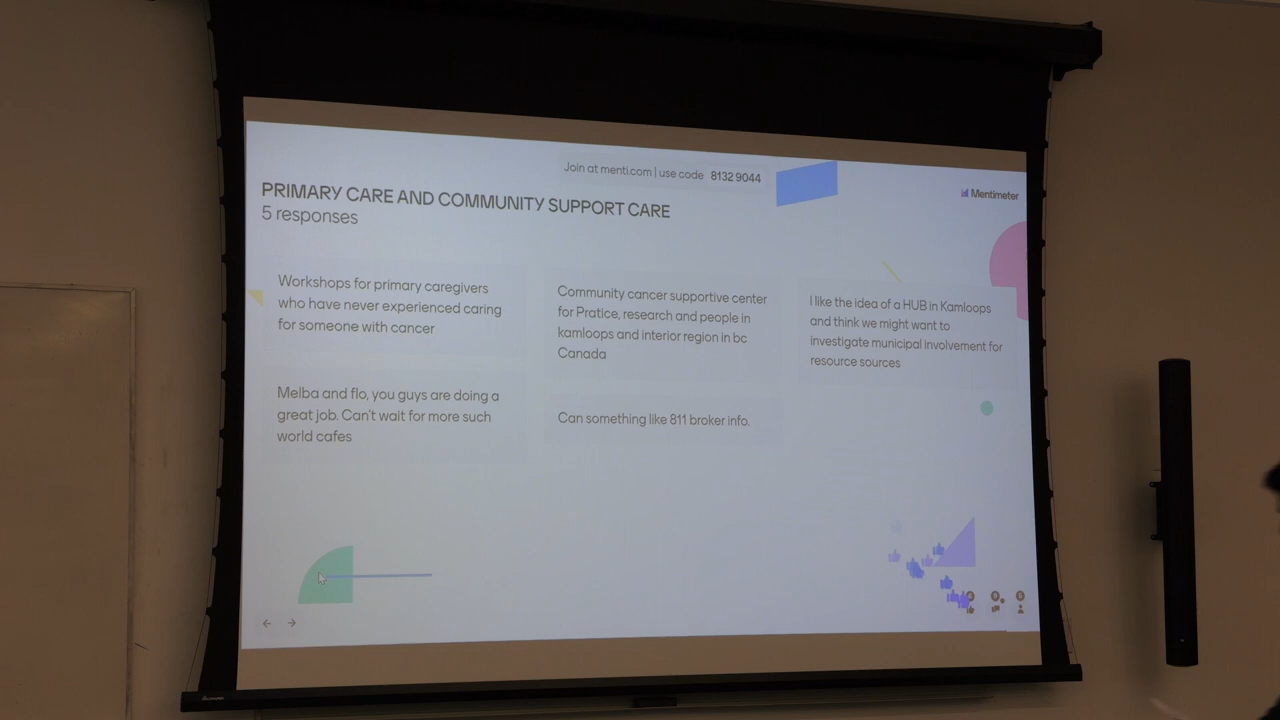 Join at menti.com | use code 8132 9044
Mentimeter
PRIMARY CARE AND COMMUNITY SUPPORT CARE
5 responses
Workshops for primary caregivers
who have never experienced caring
for someone with cancer
Community cancer supportive center
for Pratice, research and people in
kamloops and interior region in bc
Canada
I like the idea of a HUB in Kamloops
and think we might want to
investigate municipal involvement for
resource sources
Melba and flo, you guys are doing a
great job. Can't wait for more such
world cafes
Can something like 811 broker info.